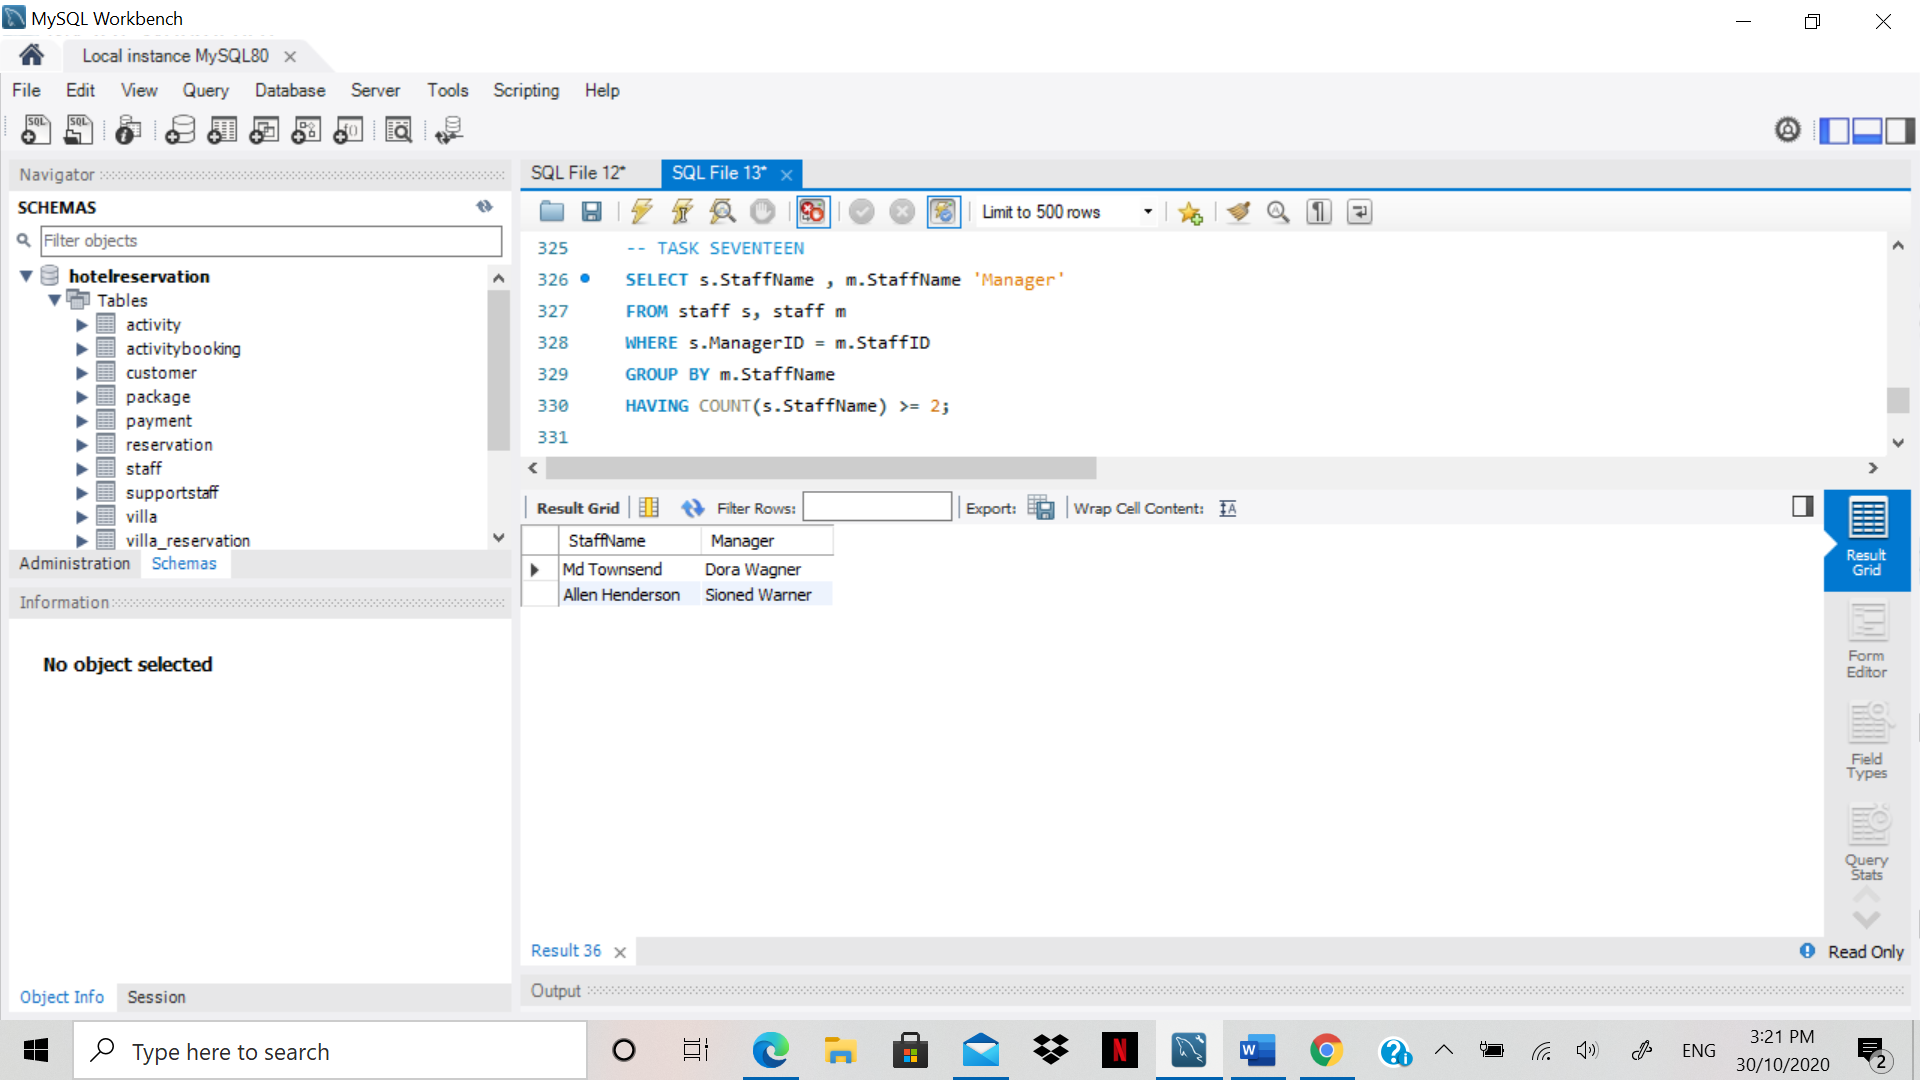 MySQL Workbench
Local instance MySQL80
File Edit View Query Database Server Tools Scripting Help
Navigator
SCHEMAS
Filter objects
hotelreservation
Tables
activity
activitybooking
customer
package
payment
reservation
staff
supportstaff
villa
villa_reservation
Administration Schemas
Information
No object selected
Object Info Session
SQL File 12* SQL File 13*
Limit to 500 rows
325 -- TASK SEVENTEEN
326 SELECT s.StaffName , m.StaffName 'Manager'
327 FROM staff s, staff m
328 WHERE s.ManagerID = m.StaffID
329 GROUP BY m.StaffName
330 HAVING COUNT(s.StaffName) >= 2;
331
Result Grid Filter Rows: Export: Wrap Cell Content:
StaffName Manager
Md Townsend Dora Wagner
Allen Henderson Sioned Warner
Result
Grid
Form
Editor
Field
Types
Query
Stats
Result 36
Read Only
Output
Type here to search
ENG
3:21 PM
30/10/2020
2